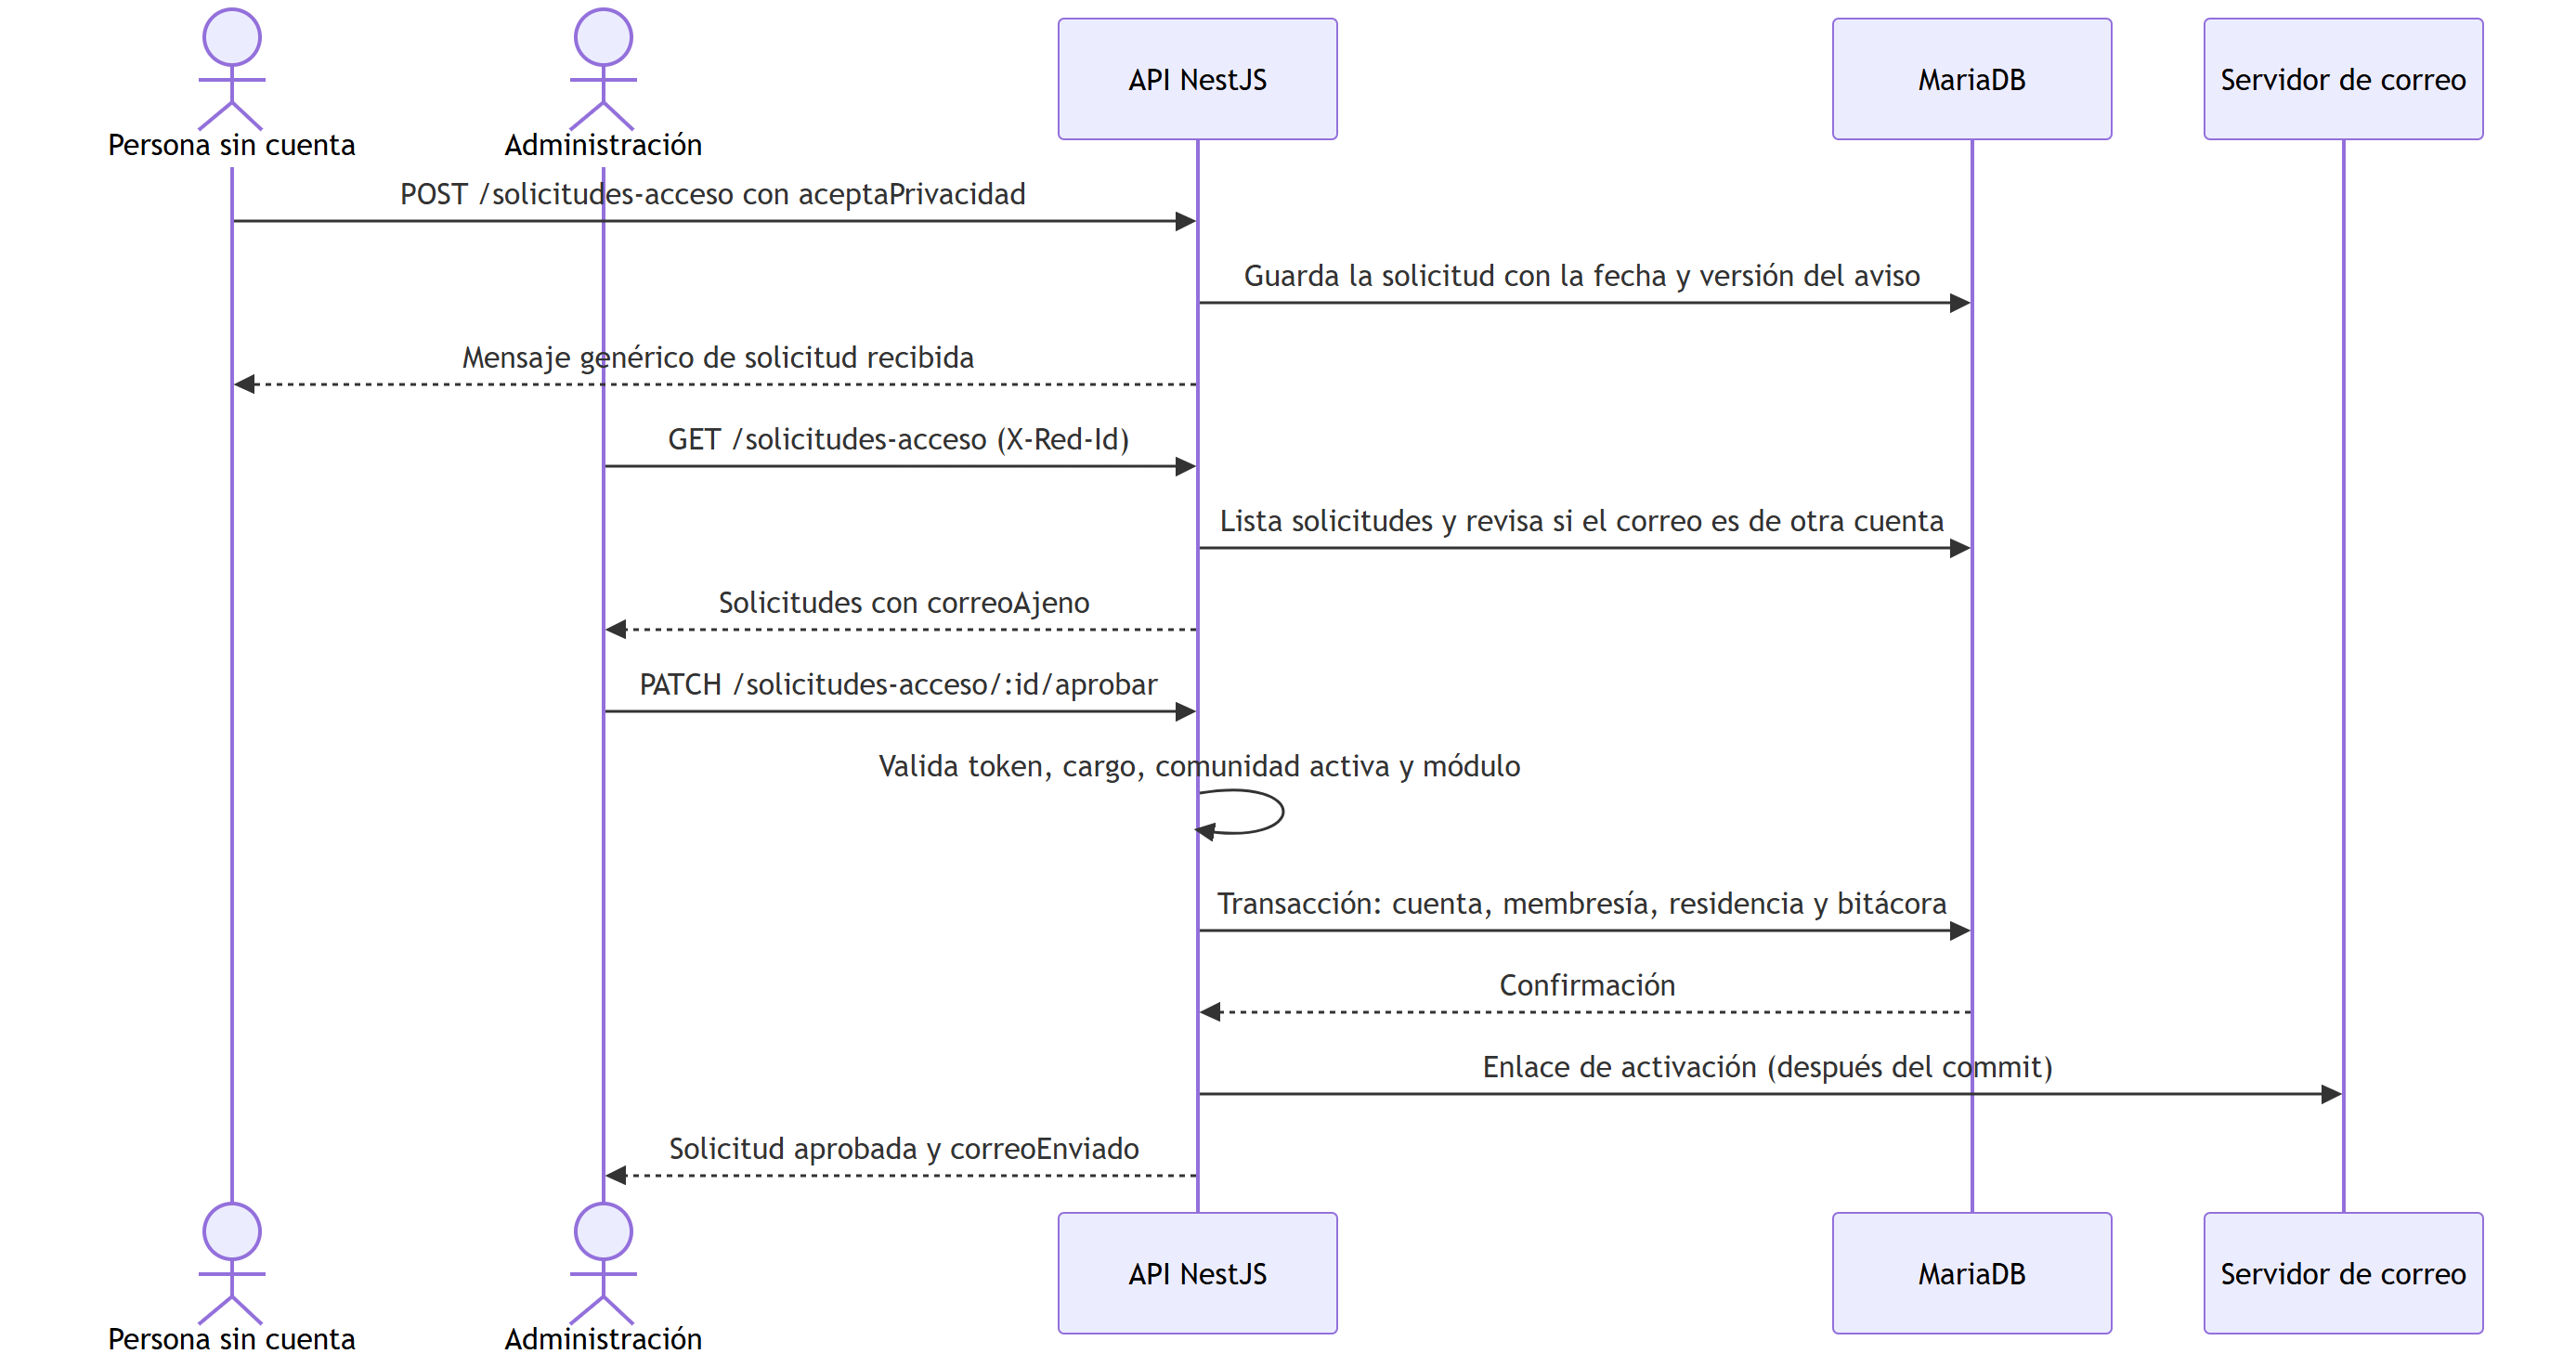 Persona sin cuenta
Administración
API NestJS
MariaDB
Servidor de correo
POST /solicitudes-acceso con aceptaPrivacidad
Guarda la solicitud con la fecha y versión del aviso
Mensaje genérico de solicitud recibida
GET /solicitudes-acceso (X-Red-Id)
Lista solicitudes y revisa si el correo es de otra cuenta
Solicitudes con correoAjeno
PATCH /solicitudes-acceso/:id/aprobar
Valida token, cargo, comunidad activa y módulo
Transacción: cuenta, membresía, residencia y bitácora
Confirmación
Enlace de activación (después del commit)
Solicitud aprobada y correoEnviado
Persona sin cuenta
Administración
API NestJS
MariaDB
Servidor de correo